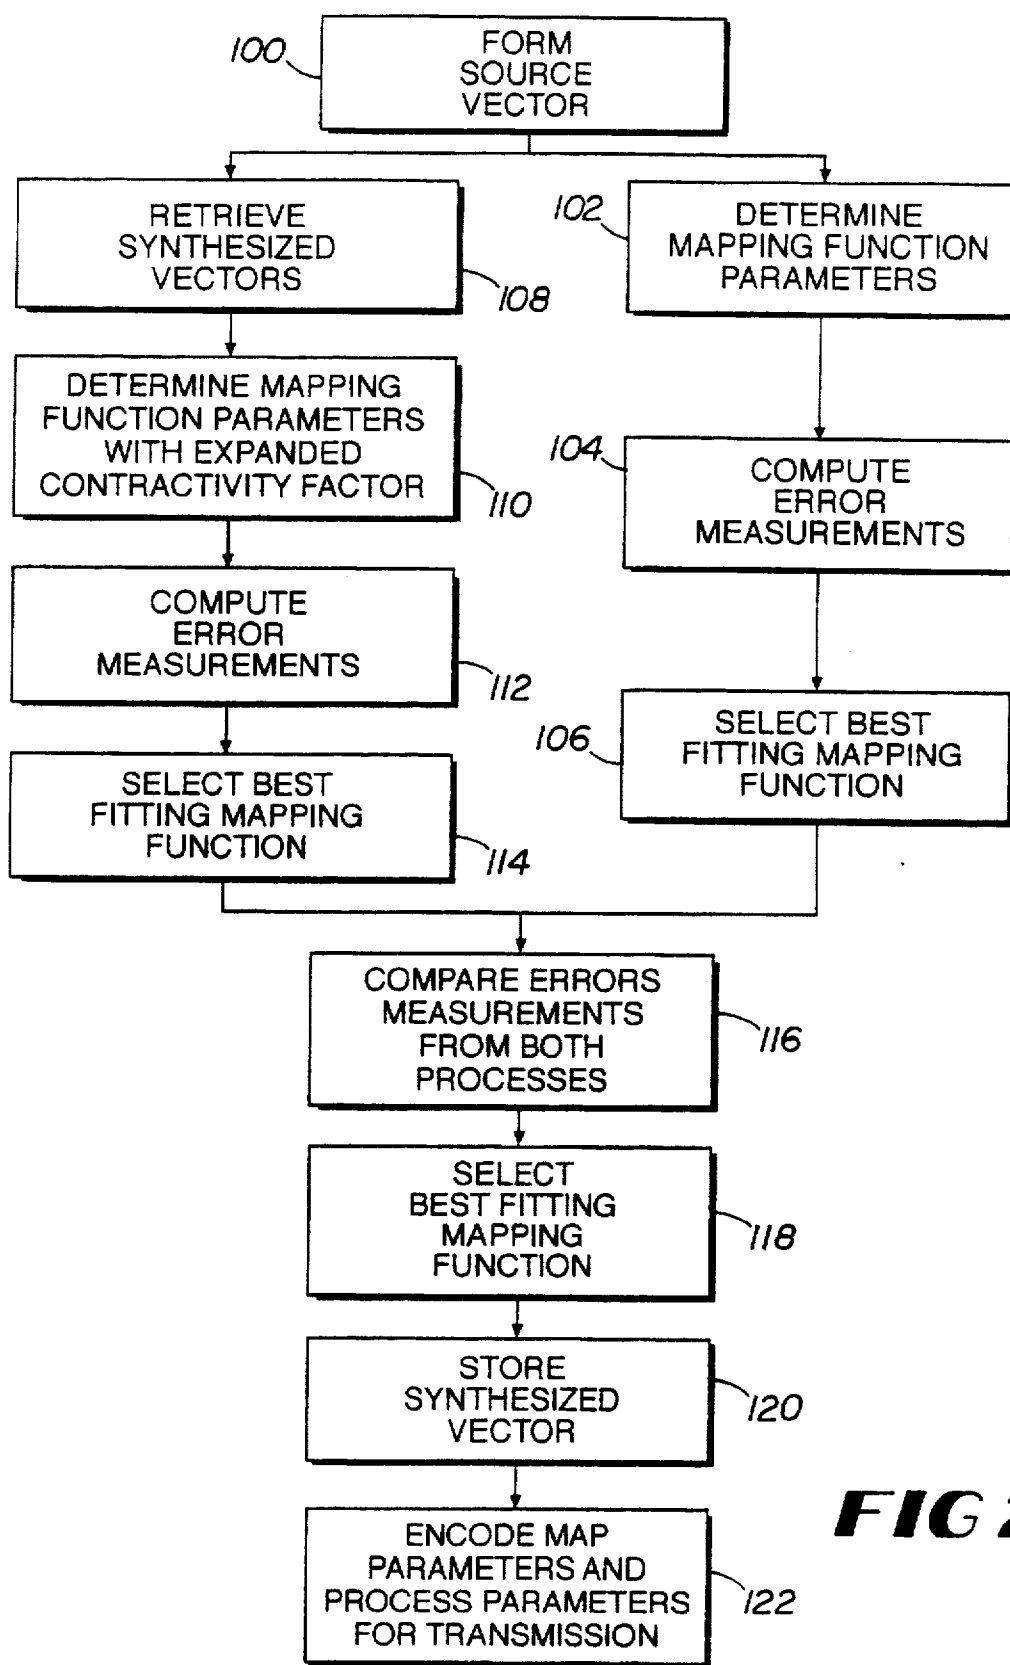 100
FORM
SOURCE
VECTOR
RETRIEVE
SYNTHESIZED
VECTORS
108
102
DETERMINE
MAPPING FUNCTION
PARAMETERS
DETERMINE MAPPING
FUNCTION PARAMETERS
WITH EXPANDED
CONTRACTIVITY FACTOR
110
104
COMPUTE
ERROR
MEASUREMENTS
COMPUTE
ERROR
MEASUREMENTS
112
106
SELECT BEST
FITTING MAPPING
FUNCTION
SELECT BEST
FITTING MAPPING
FUNCTION
114
COMPARE ERRORS
MEASUREMENTS
FROM BOTH
PROCESSES
116
SELECT
BEST FITTING
MAPPING
FUNCTION
118
STORE
SYNTHESIZED
VECTOR
120
ENCODE MAP
PARAMETERS AND
PROCESS PARAMETERS
FOR TRANSMISSION
122
FIG 2